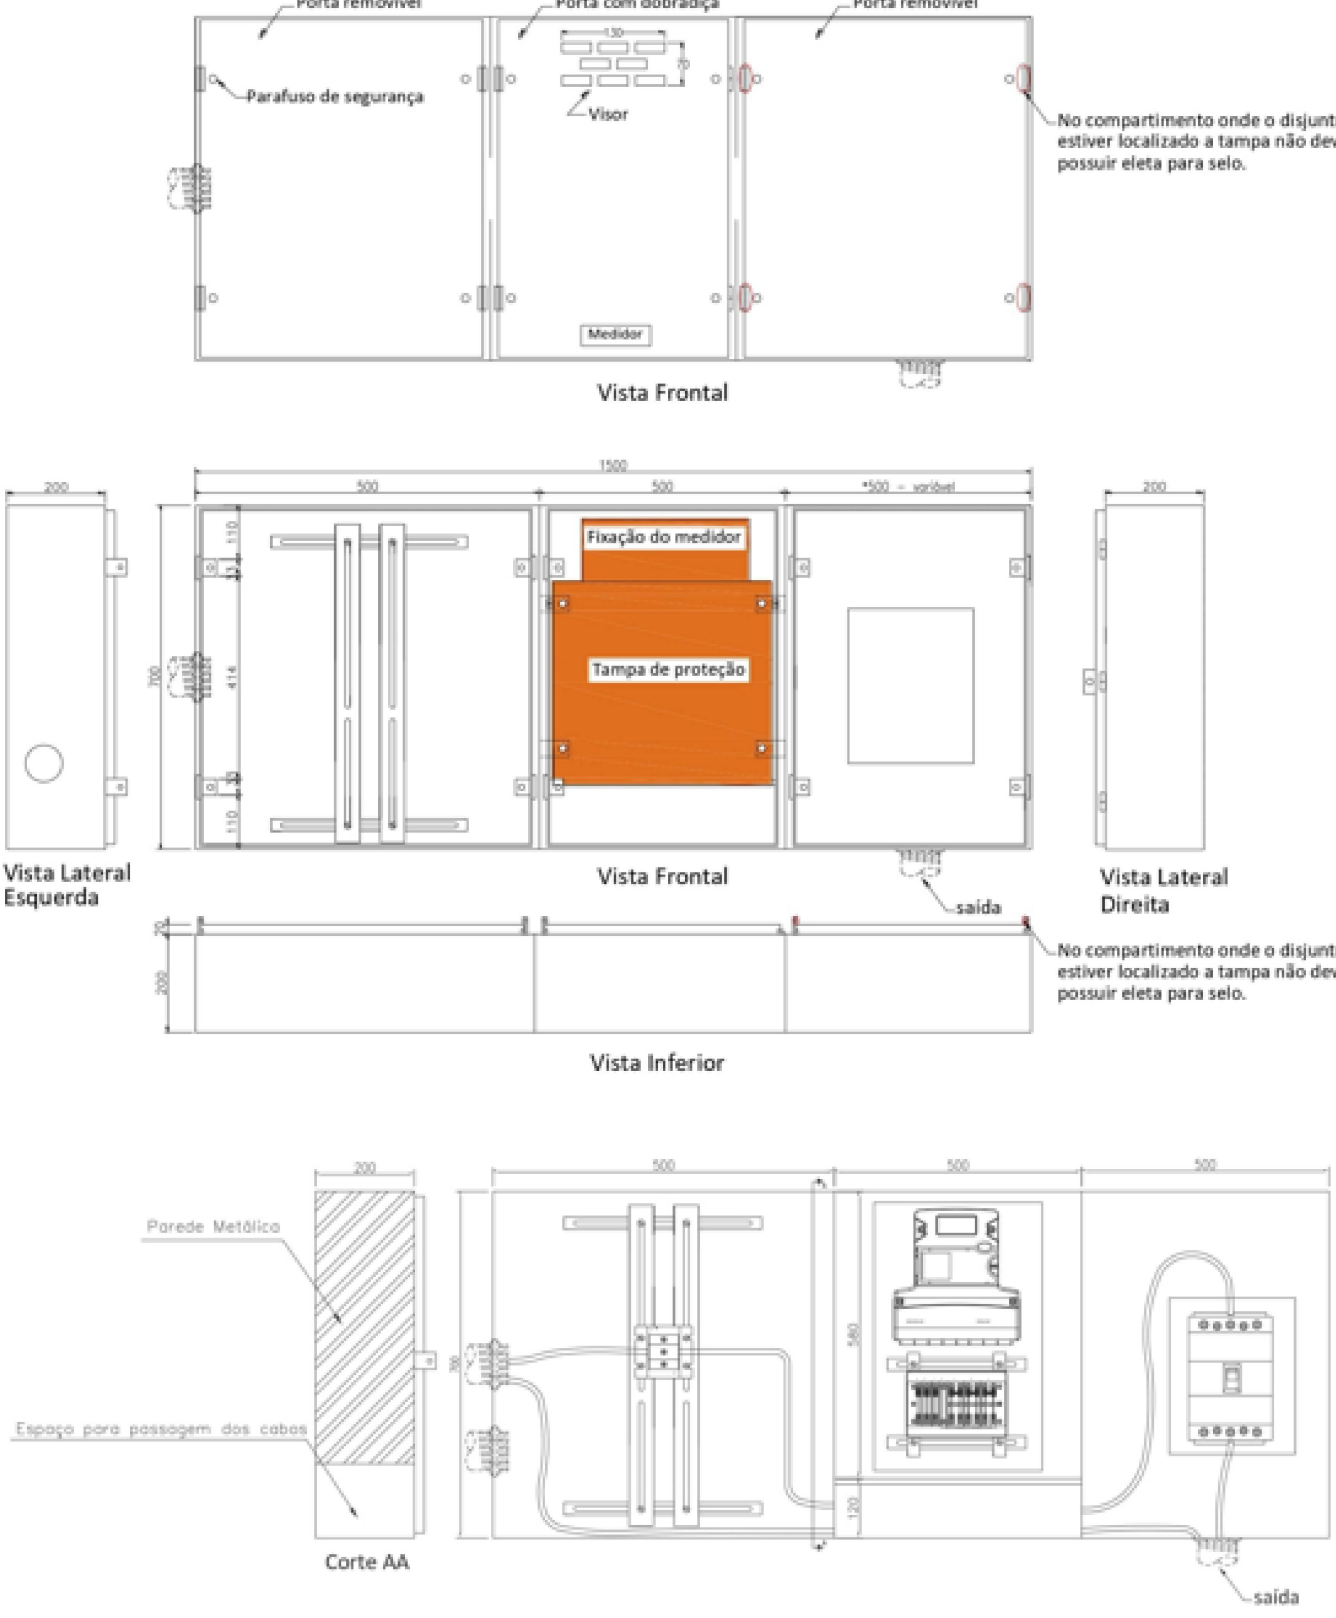 Porta removível
Porta com dobradiça
Porta removível
130
Parafuso de segurança
Visor
No compartimento onde o disjunt
estiver localizado a tampa não dev
possuir eleta para selo.
Medidor
Vista Frontal
1500
200
500
500
*500 - variável
200
110
Fixação do medidor
Tampa de proteção
700
414
110
Vista Lateral
Esquerda
Vista Frontal
saída
Vista Lateral
Direita
20
200
No compartimento onde o disjunt
estiver localizado a tampa não dev
possuir eleta para selo.
Vista Inferior
200
500
500
500
Parede Metálica
580
700
Espaço para passagem dos cabos
120
Corte AA
saída